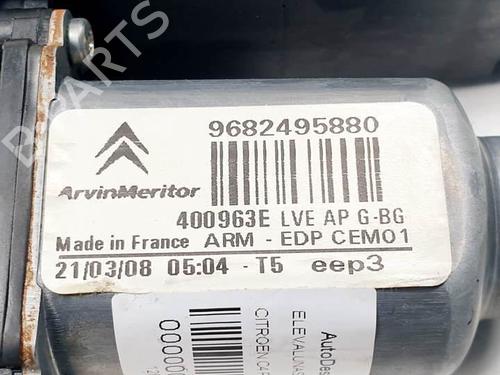 9682495880
ArvinMeritor
400963E LVE AP G-BG
Made in France ARM - EDP CEM01
21/03/08 05:04 - T5 eep3
B-PARTS